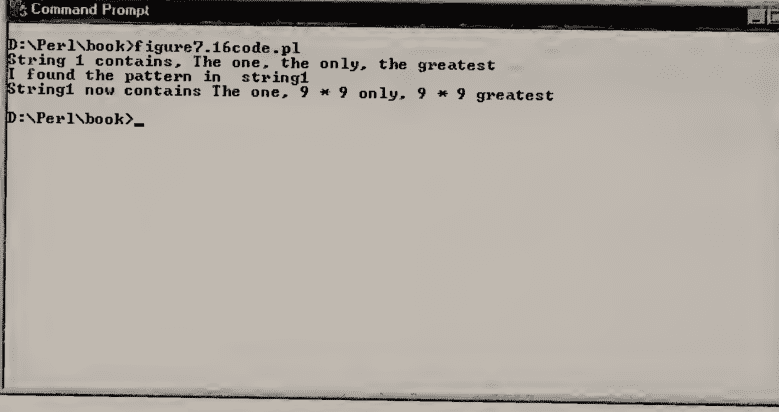 Command Prompt
D:\Perl\book>figure7.16code.pl
String 1 contains, The one, the only, the greatest
I found the pattern in  string1
String1 now contains The one, 9 * 9 only, 9 * 9 greatest
D:\Perl\book>_